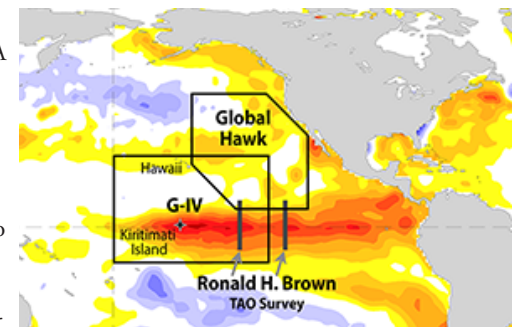 A
Global
Hawk
Hawaii
G-IV
Kiritimati
Island
Ronald H. Brown
TAO Survey